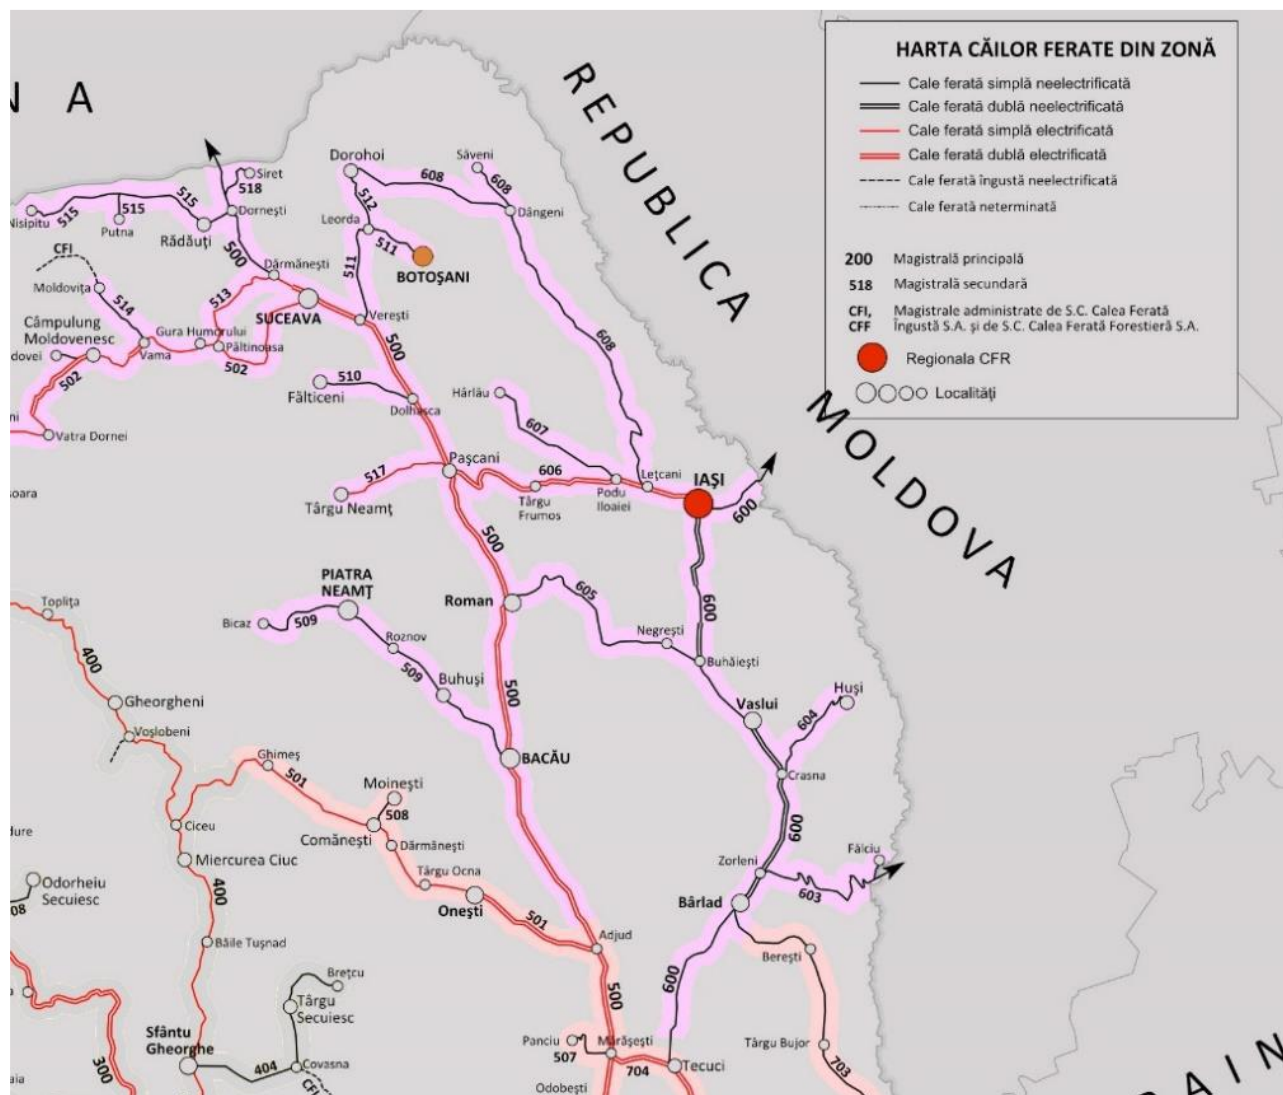 N A
REPUBLICA
MOLDOVA
RAIN
HARTA CĂILOR FERATE DIN ZONĂ
Cale ferată simplă neelectrificată
Cale ferată dublă neelectrificată
Cale ferată simplă electrificată
Cale ferată dublă electrificată
Cale ferată îngustă neelectrificată
Cale ferată neterminată
200 Magistrală principală
518 Magistrală secundară
CFI, Magistrale administrate de S.C. Calea Ferată
CFF Îngustă S.A. și de S.C. Calea Ferată Forestieră S.A.
Regionala CFR
Localități
Siret
518
515
515
515
Nisipitu
Putna
Rădăuți
Dornești
500
CFI
Moldovița
514
513
Dărmănești
SUCEAVA
Câmpulung
Moldovenesc
Gura Humorului
Păltinoasa
Vama
dovei
502
502
ni
Vatra Dornei
Dorohoi
608
Săveni
608
512
Leorda
Dângeni
511
511
BOTOȘANI
Verești
500
608
510
Fălticeni
Dolhasca
Hârlău
607
Pașcani
517
Târgu Neamț
606
Târgu
Frumos
Podu
Iloaiei
Lețcani
IAȘI
600
500
șoara
PIATRA
NEAMȚ
Roman
605
600
Bicaz
509
Roznov
509
Buhuși
Negrești
Buhăiești
500
BACĂU
Vaslui
Huși
604
Crasna
600
Toplița
400
Gheorgheni
Voșlobeni
Ghimeș
501
Moinești
508
Comănești
Dărmănești
Ciceu
Miercurea Ciuc
400
Târgu Ocna
Onești
501
Adjud
dure
Odorheiu
Secuiesc
08
Băile Tușnad
Zorleni
Fălciu
603
Bârlad
600
Berești
Brețcu
Târgu
Secuiesc
500
Sfântu
Gheorghe
404
Covasna
CFI
300
aia
Panciu
507
Mărășești
704
Tecuci
Odobești
Târgu Bujor
703